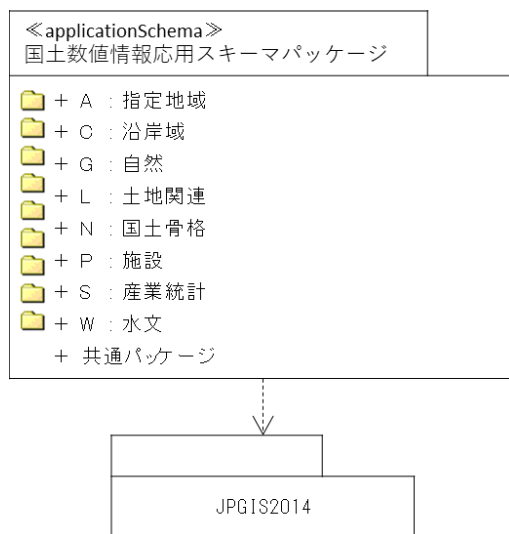 ≪applicationSchema≫
国土数値情報応用スキーマパッケージ
+ A : 指定地域
+ C : 沿岸域
+ G : 自然
+ L : 土地関連
+ N : 国土骨格
+ P : 施設
+ S : 産業統計
+ W : 水文
+ 共通パッケージ
JPGIS2014